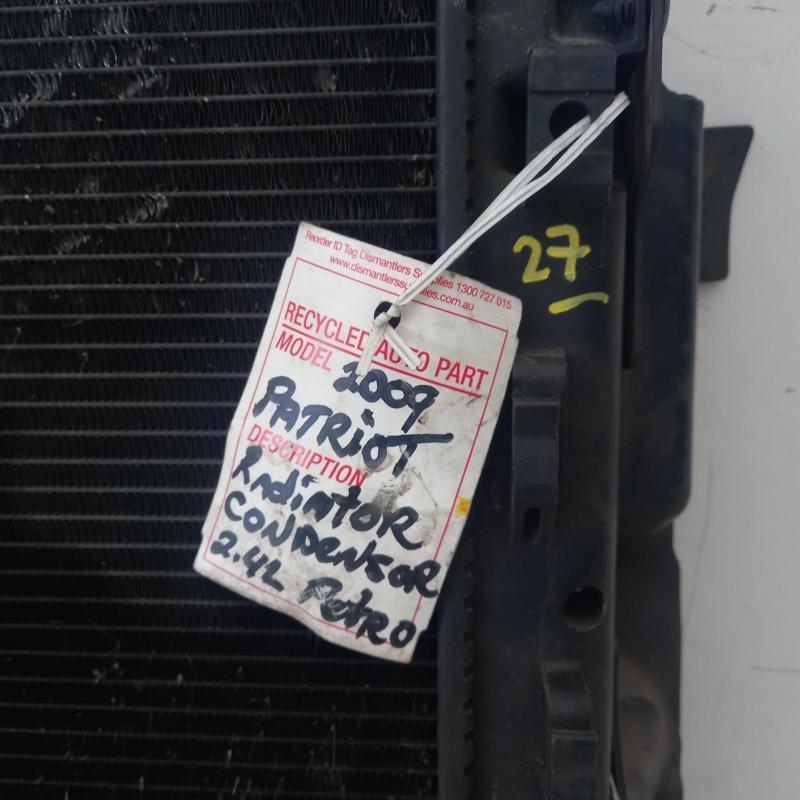 Reorder ID Tag Dismantlers Supplies 1300 727 015
www.dismantlerssupplies.com.au
RECYCLED AUTO PART
MODEL 2009
PATRIOT
DESCRIPTION
RADiATOR
CONDENSOR
2.4L PetRO
27